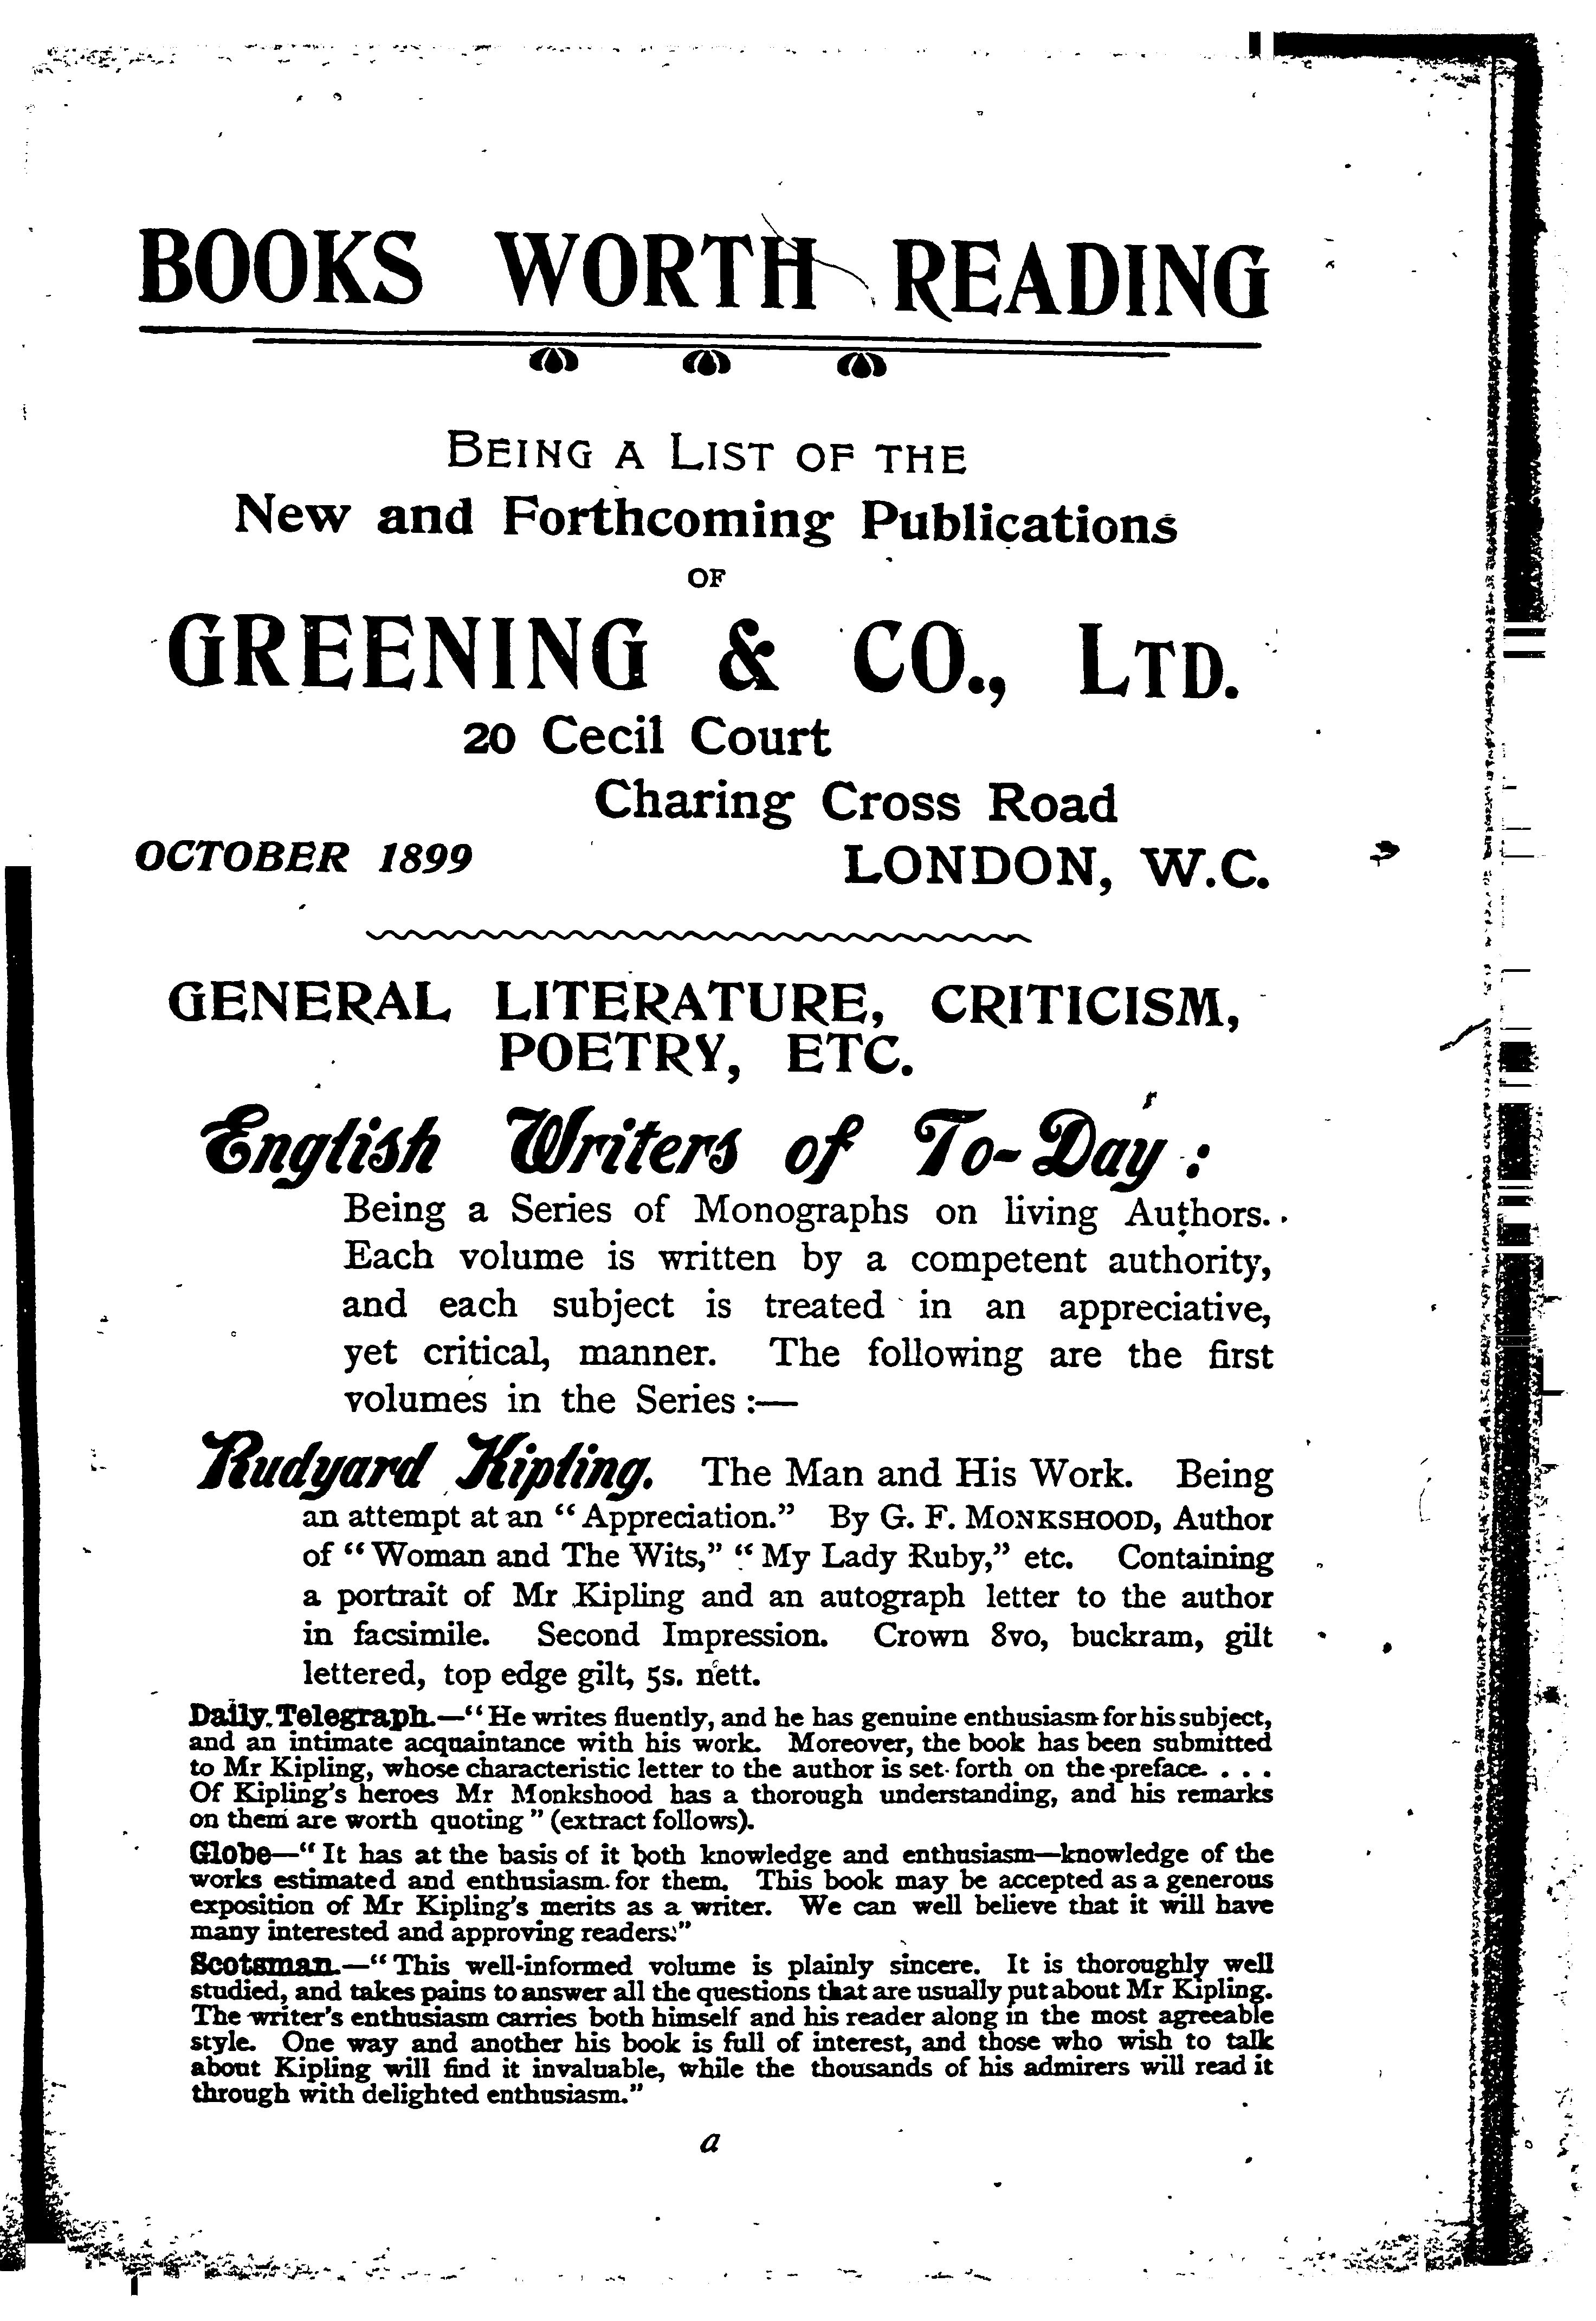 BOOKS WORTH READING
BEING A LIST OF THE
New and Forthcoming Publications
OF
GREENING & CO., LTD.
20 Cecil Court
Charing Cross Road
OCTOBER 1899 LONDON, W.C.
GENERAL LITERATURE, CRITICISM,
POETRY, ETC.
English Writers of To-Day:
Being a Series of Monographs on living Authors.
Each volume is written by a competent authority,
and each subject is treated in an appreciative,
yet critical, manner. The following are the first
volumes in the Series :—
Rudyard Kipling. The Man and His Work. Being
an attempt at an “Appreciation.” By G. F. MONKSHOOD, Author
of “Woman and The Wits,” “My Lady Ruby,” etc. Containing
a portrait of Mr Kipling and an autograph letter to the author
in facsimile. Second Impression. Crown 8vo, buckram, gilt
lettered, top edge gilt, 5s. nett.
Daily Telegraph.—“He writes fluently, and he has genuine enthusiasm for his subject,
and an intimate acquaintance with his work. Moreover, the book has been submitted
to Mr Kipling, whose characteristic letter to the author is set forth on the preface. . . .
Of Kipling's heroes Mr Monkshood has a thorough understanding, and his remarks
on them are worth quoting” (extract follows).
Globe—“It has at the basis of it both knowledge and enthusiasm—knowledge of the
works estimated and enthusiasm for them. This book may be accepted as a generous
exposition of Mr Kipling's merits as a writer. We can well believe that it will have
many interested and approving readers.”
Scotsman.—“This well-informed volume is plainly sincere. It is thoroughly well
studied, and takes pains to answer all the questions that are usually put about Mr Kipling.
The writer's enthusiasm carries both himself and his reader along in the most agreeable
style. One way and another his book is full of interest, and those who wish to talk
about Kipling will find it invaluable, while the thousands of his admirers will read it
through with delighted enthusiasm.”
a